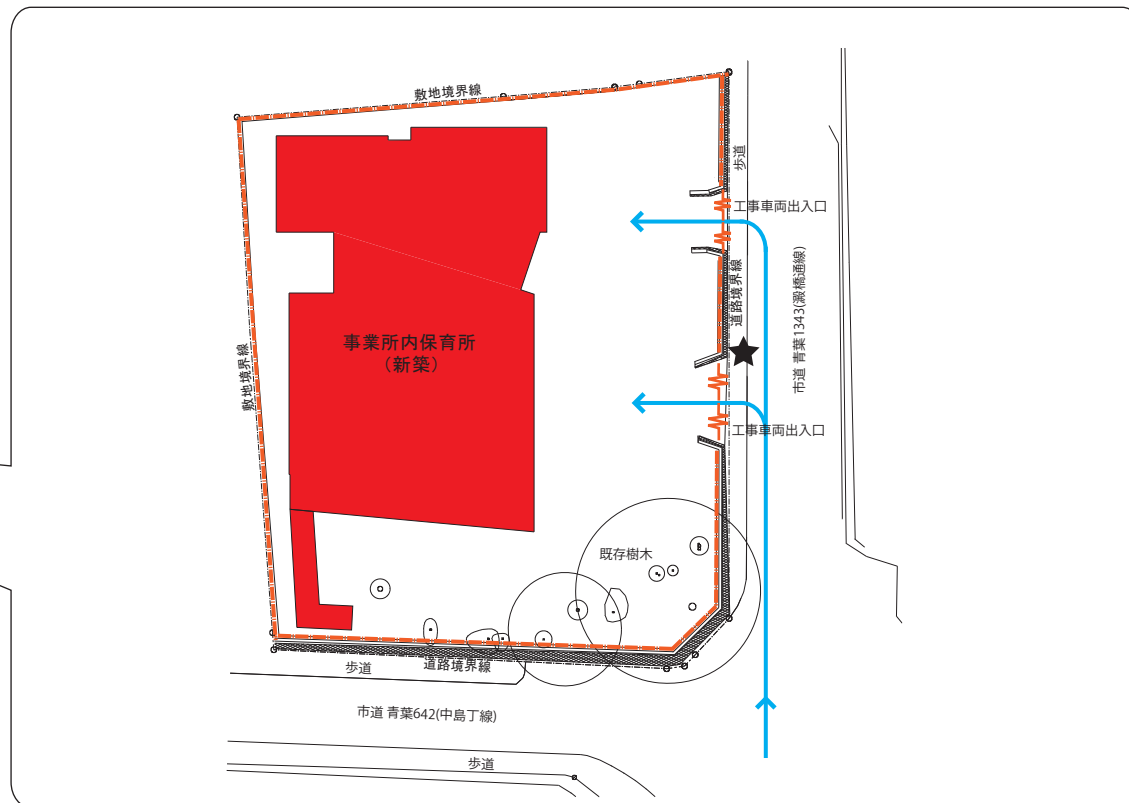 敷地境界線
歩道
工事車両出入口
道路境界線
市道 青葉1343(澱橋通線)
事業所内保育所
(新築)
敷地境界線
工事車両出入口
既存樹木
歩道
道路境界線
市道 青葉642(中島丁線)
歩道